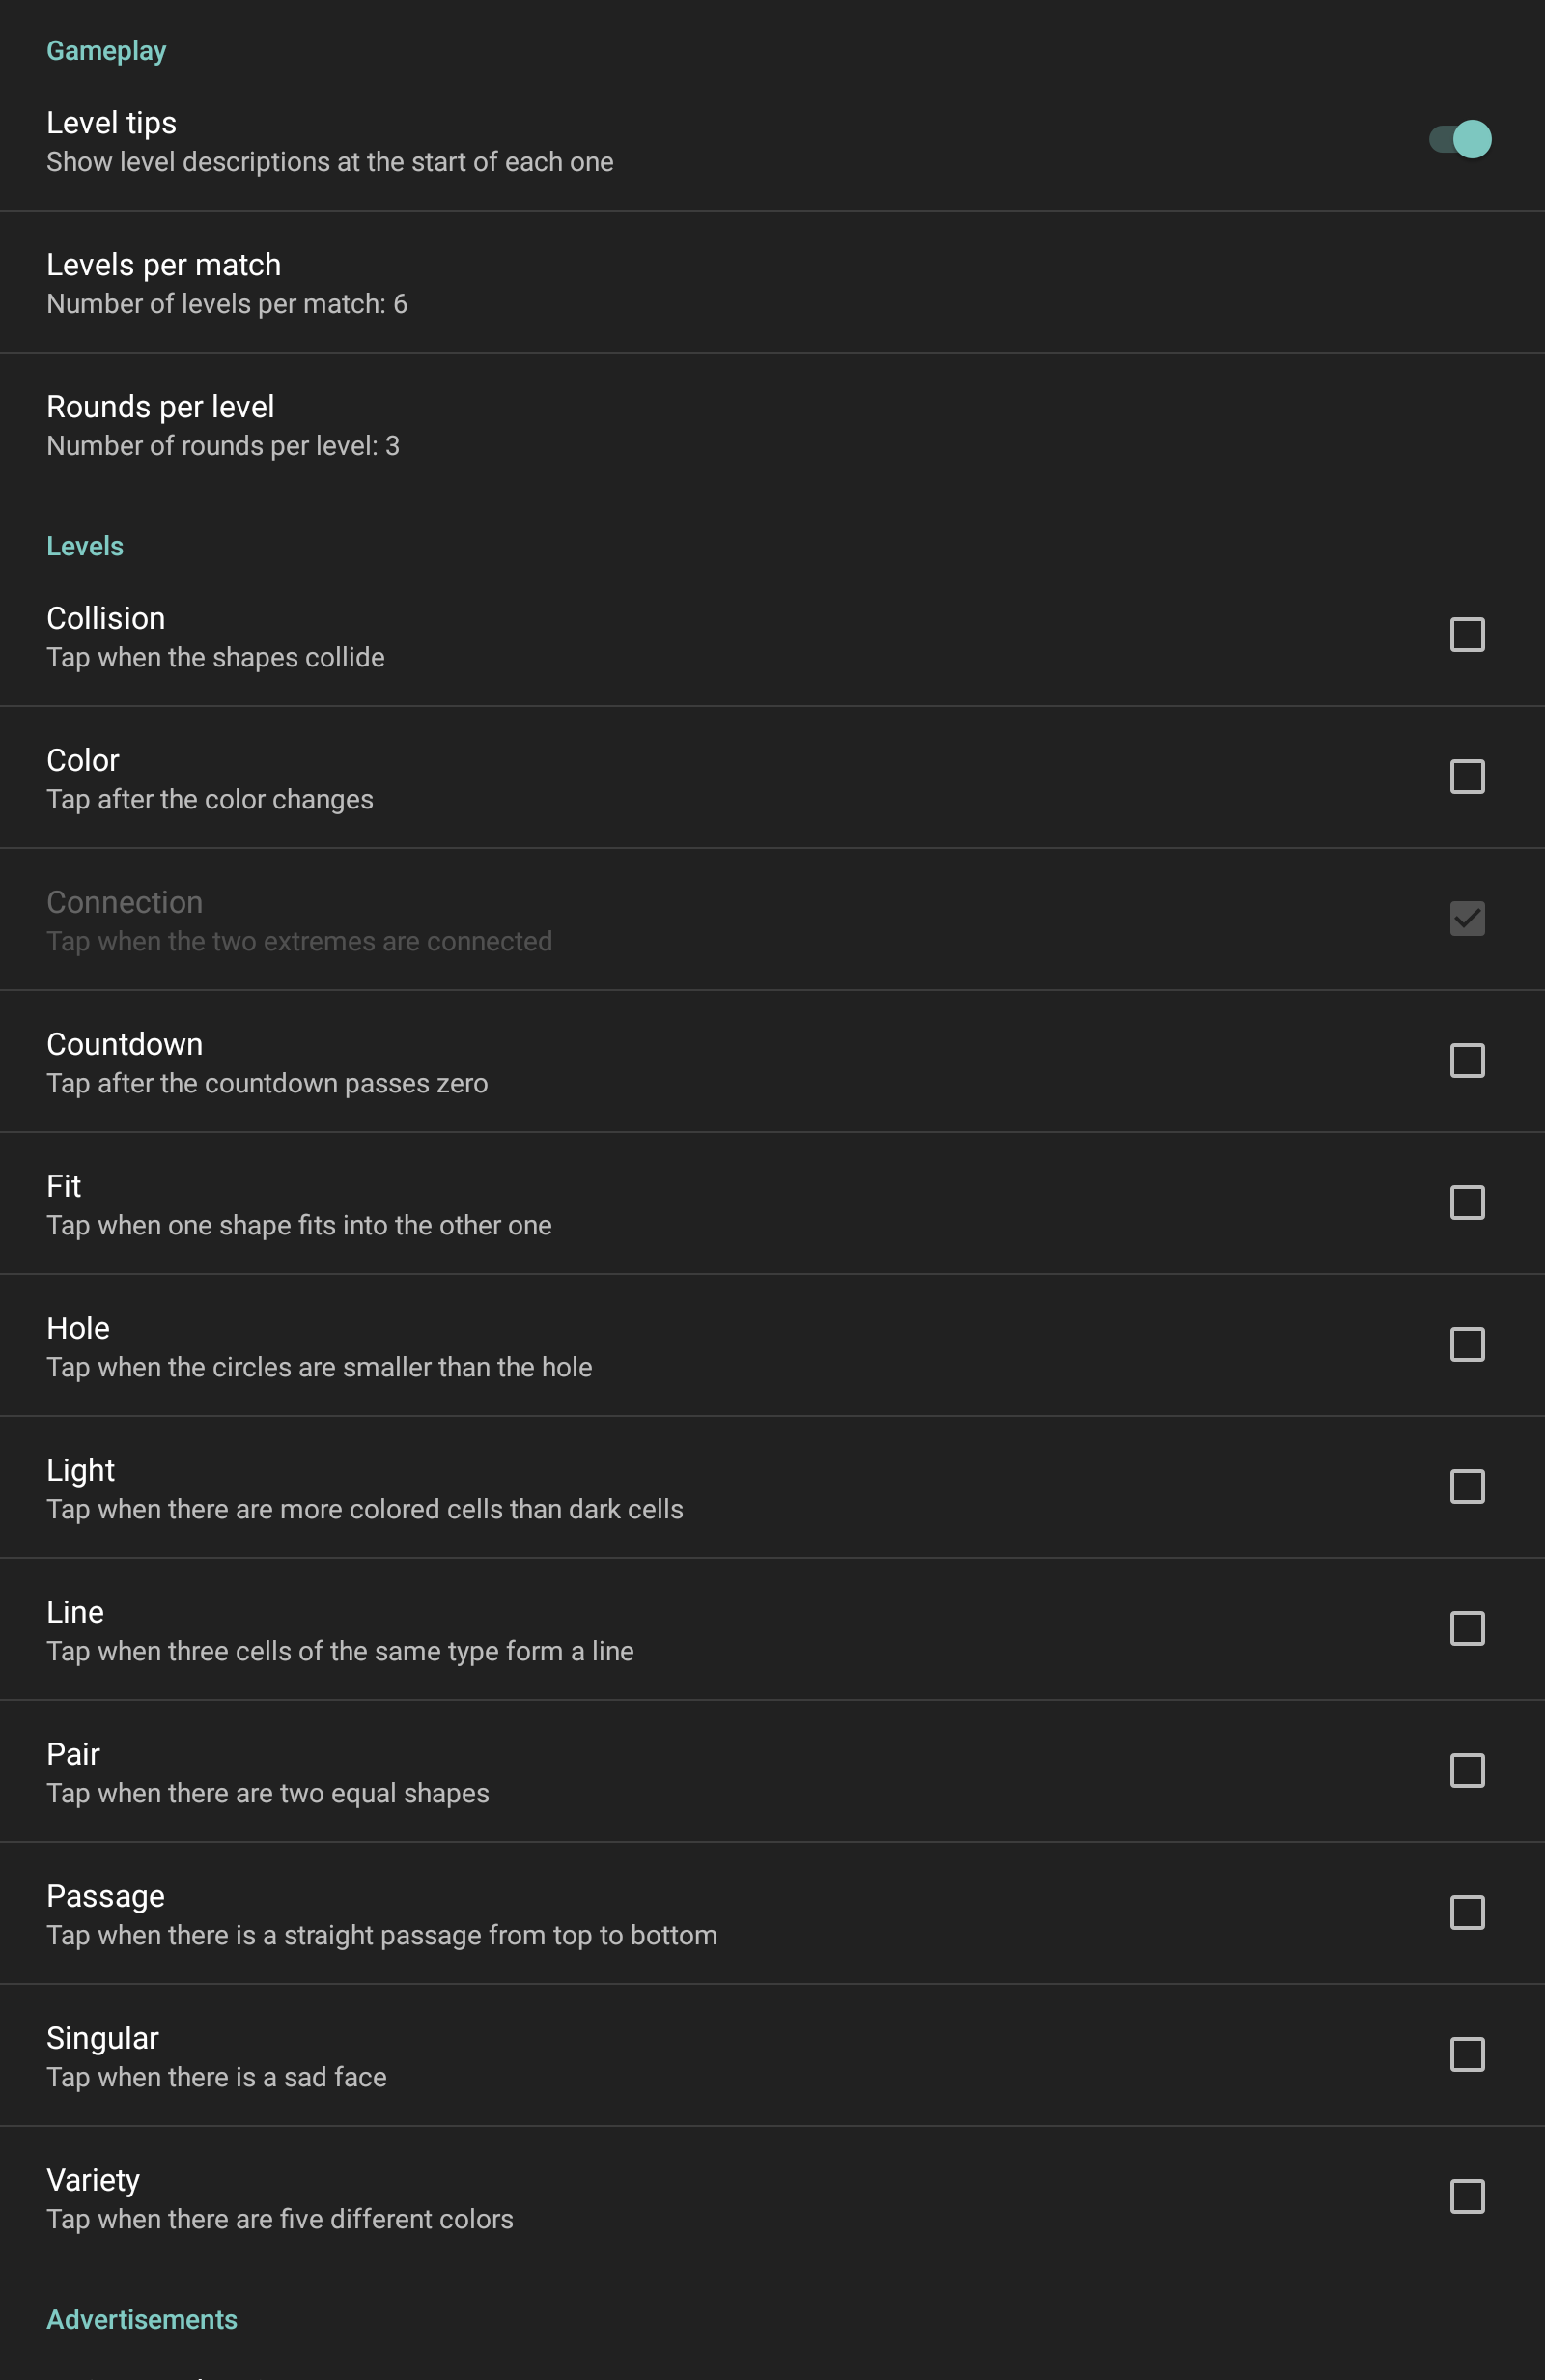 Gameplay
Level tips
Show level descriptions at the start of each one
Levels per match
Number of levels per match: 6
Rounds per level
Number of rounds per level: 3
Levels
Collision
Tap when the shapes collide
Color
Tap after the color changes
Connection
Tap when the two extremes are connected
Countdown
Tap after the countdown passes zero
Fit
Tap when one shape fits into the other one
Hole
Tap when the circles are smaller than the hole
Light
Tap when there are more colored cells than dark cells
Line
Tap when three cells of the same type form a line
Pair
Tap when there are two equal shapes
Passage
Tap when there is a straight passage from top to bottom
Singular
Tap when there is a sad face
Variety
Tap when there are five different colors
Advertisements